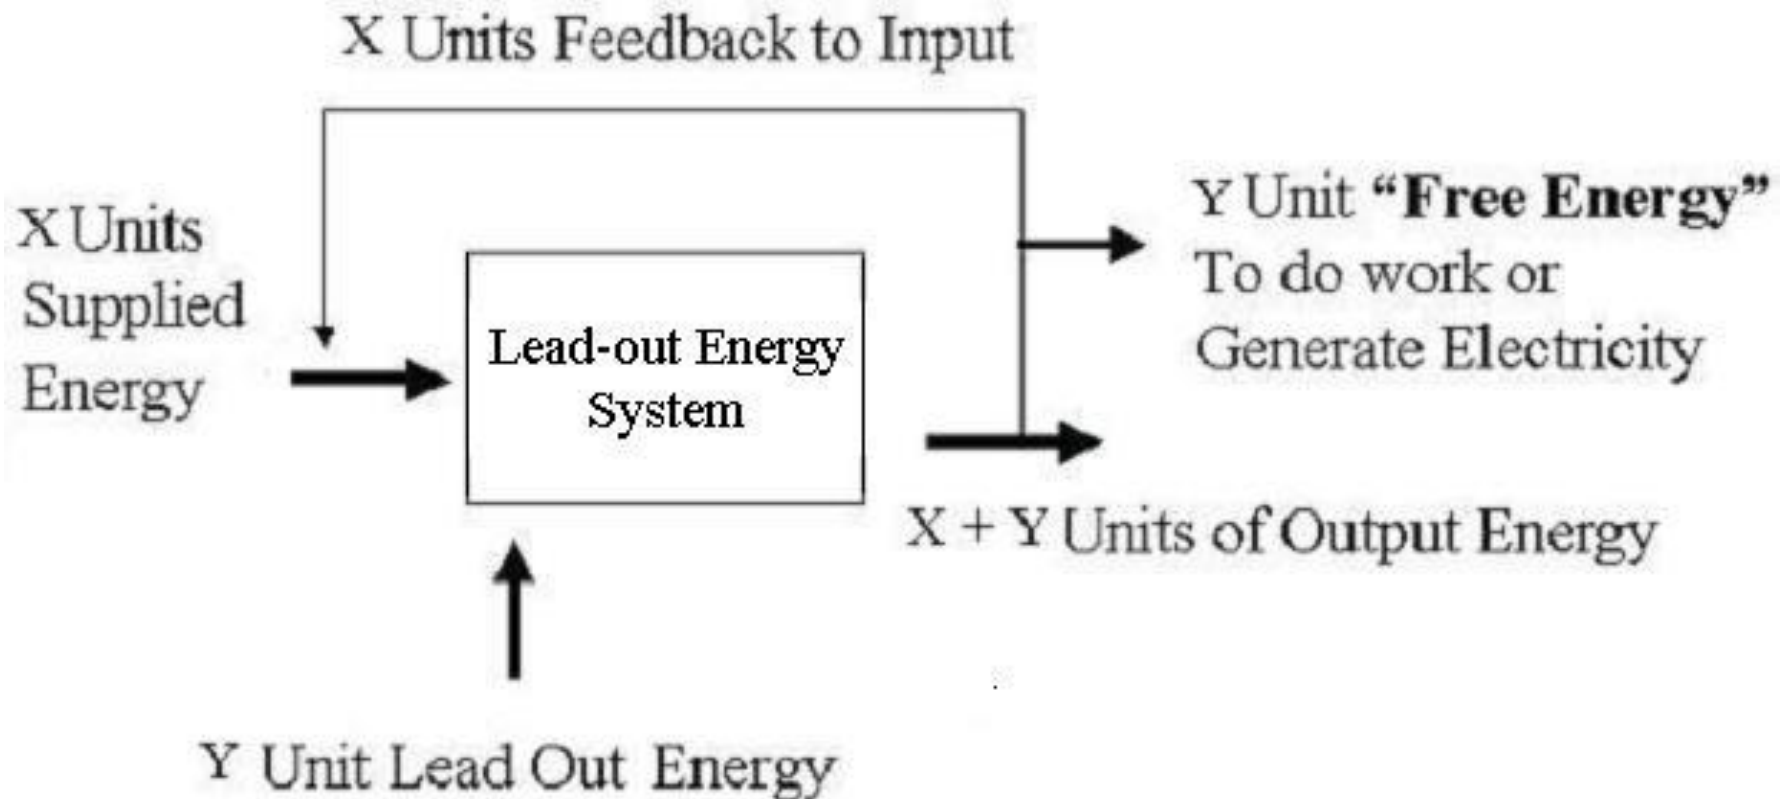 X Units Feedback to Input
X Units
Supplied
Energy
Lead-out Energy
System
Y Unit “Free Energy”
To do work or
Generate Electricity
X + Y Units of Output Energy
Y Unit Lead Out Energy